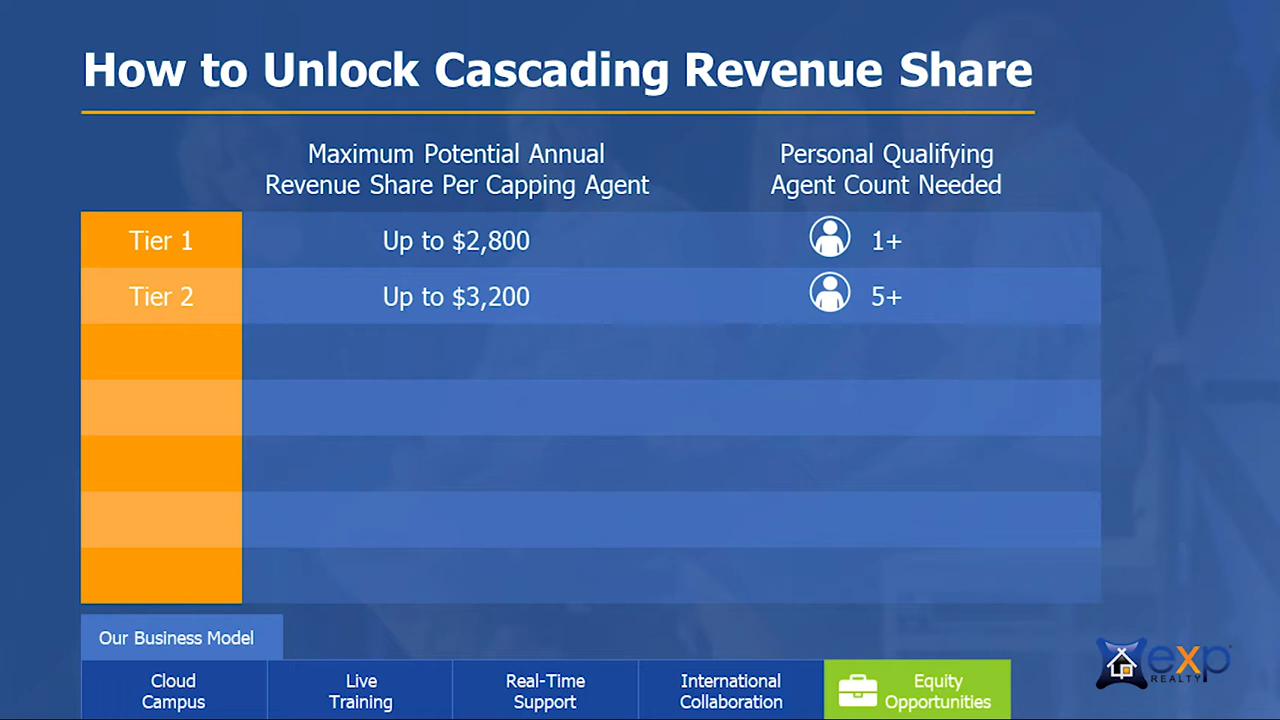 How to Unlock Cascading Revenue Share
Maximum Potential Annual
Revenue Share Per Capping Agent
Personal Qualifying
Agent Count Needed
Tier 1
Up to $2,800
1+
Tier 2
Up to $3,200
5+
Our Business Model
Cloud
Campus
Live
Training
Real-Time
Support
International
Collaboration
Equity
Opportunities
exp
REALTY